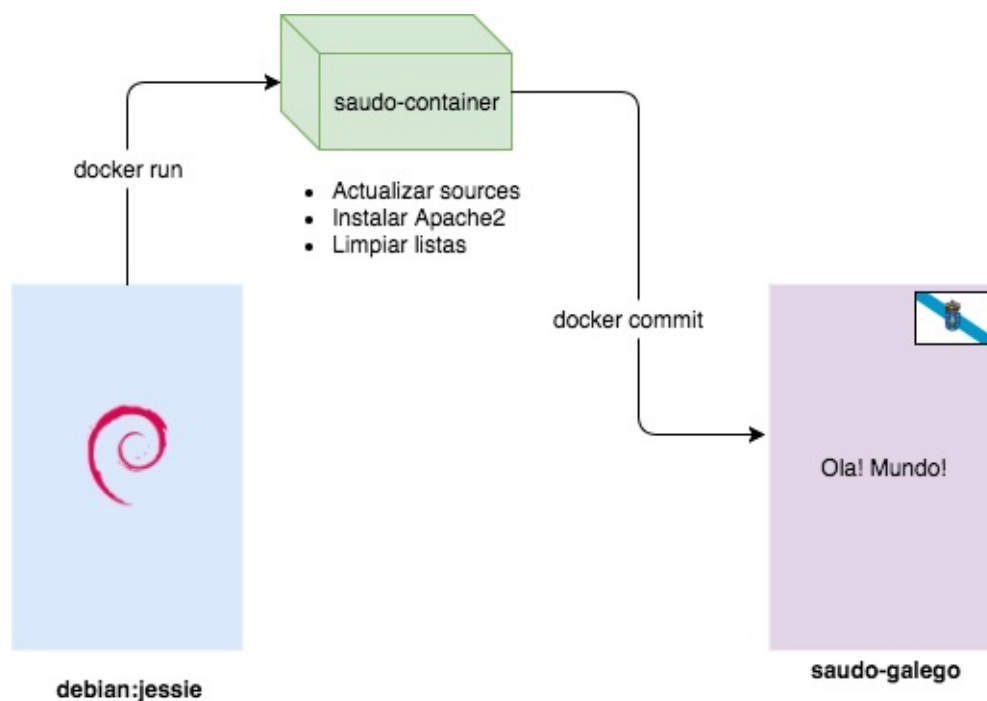 saudo-container
docker run
• Actualizar sources
• Instalar Apache2
• Limpiar listas
docker commit
Ola! Mundo!
debian:jessie
saudo-galego